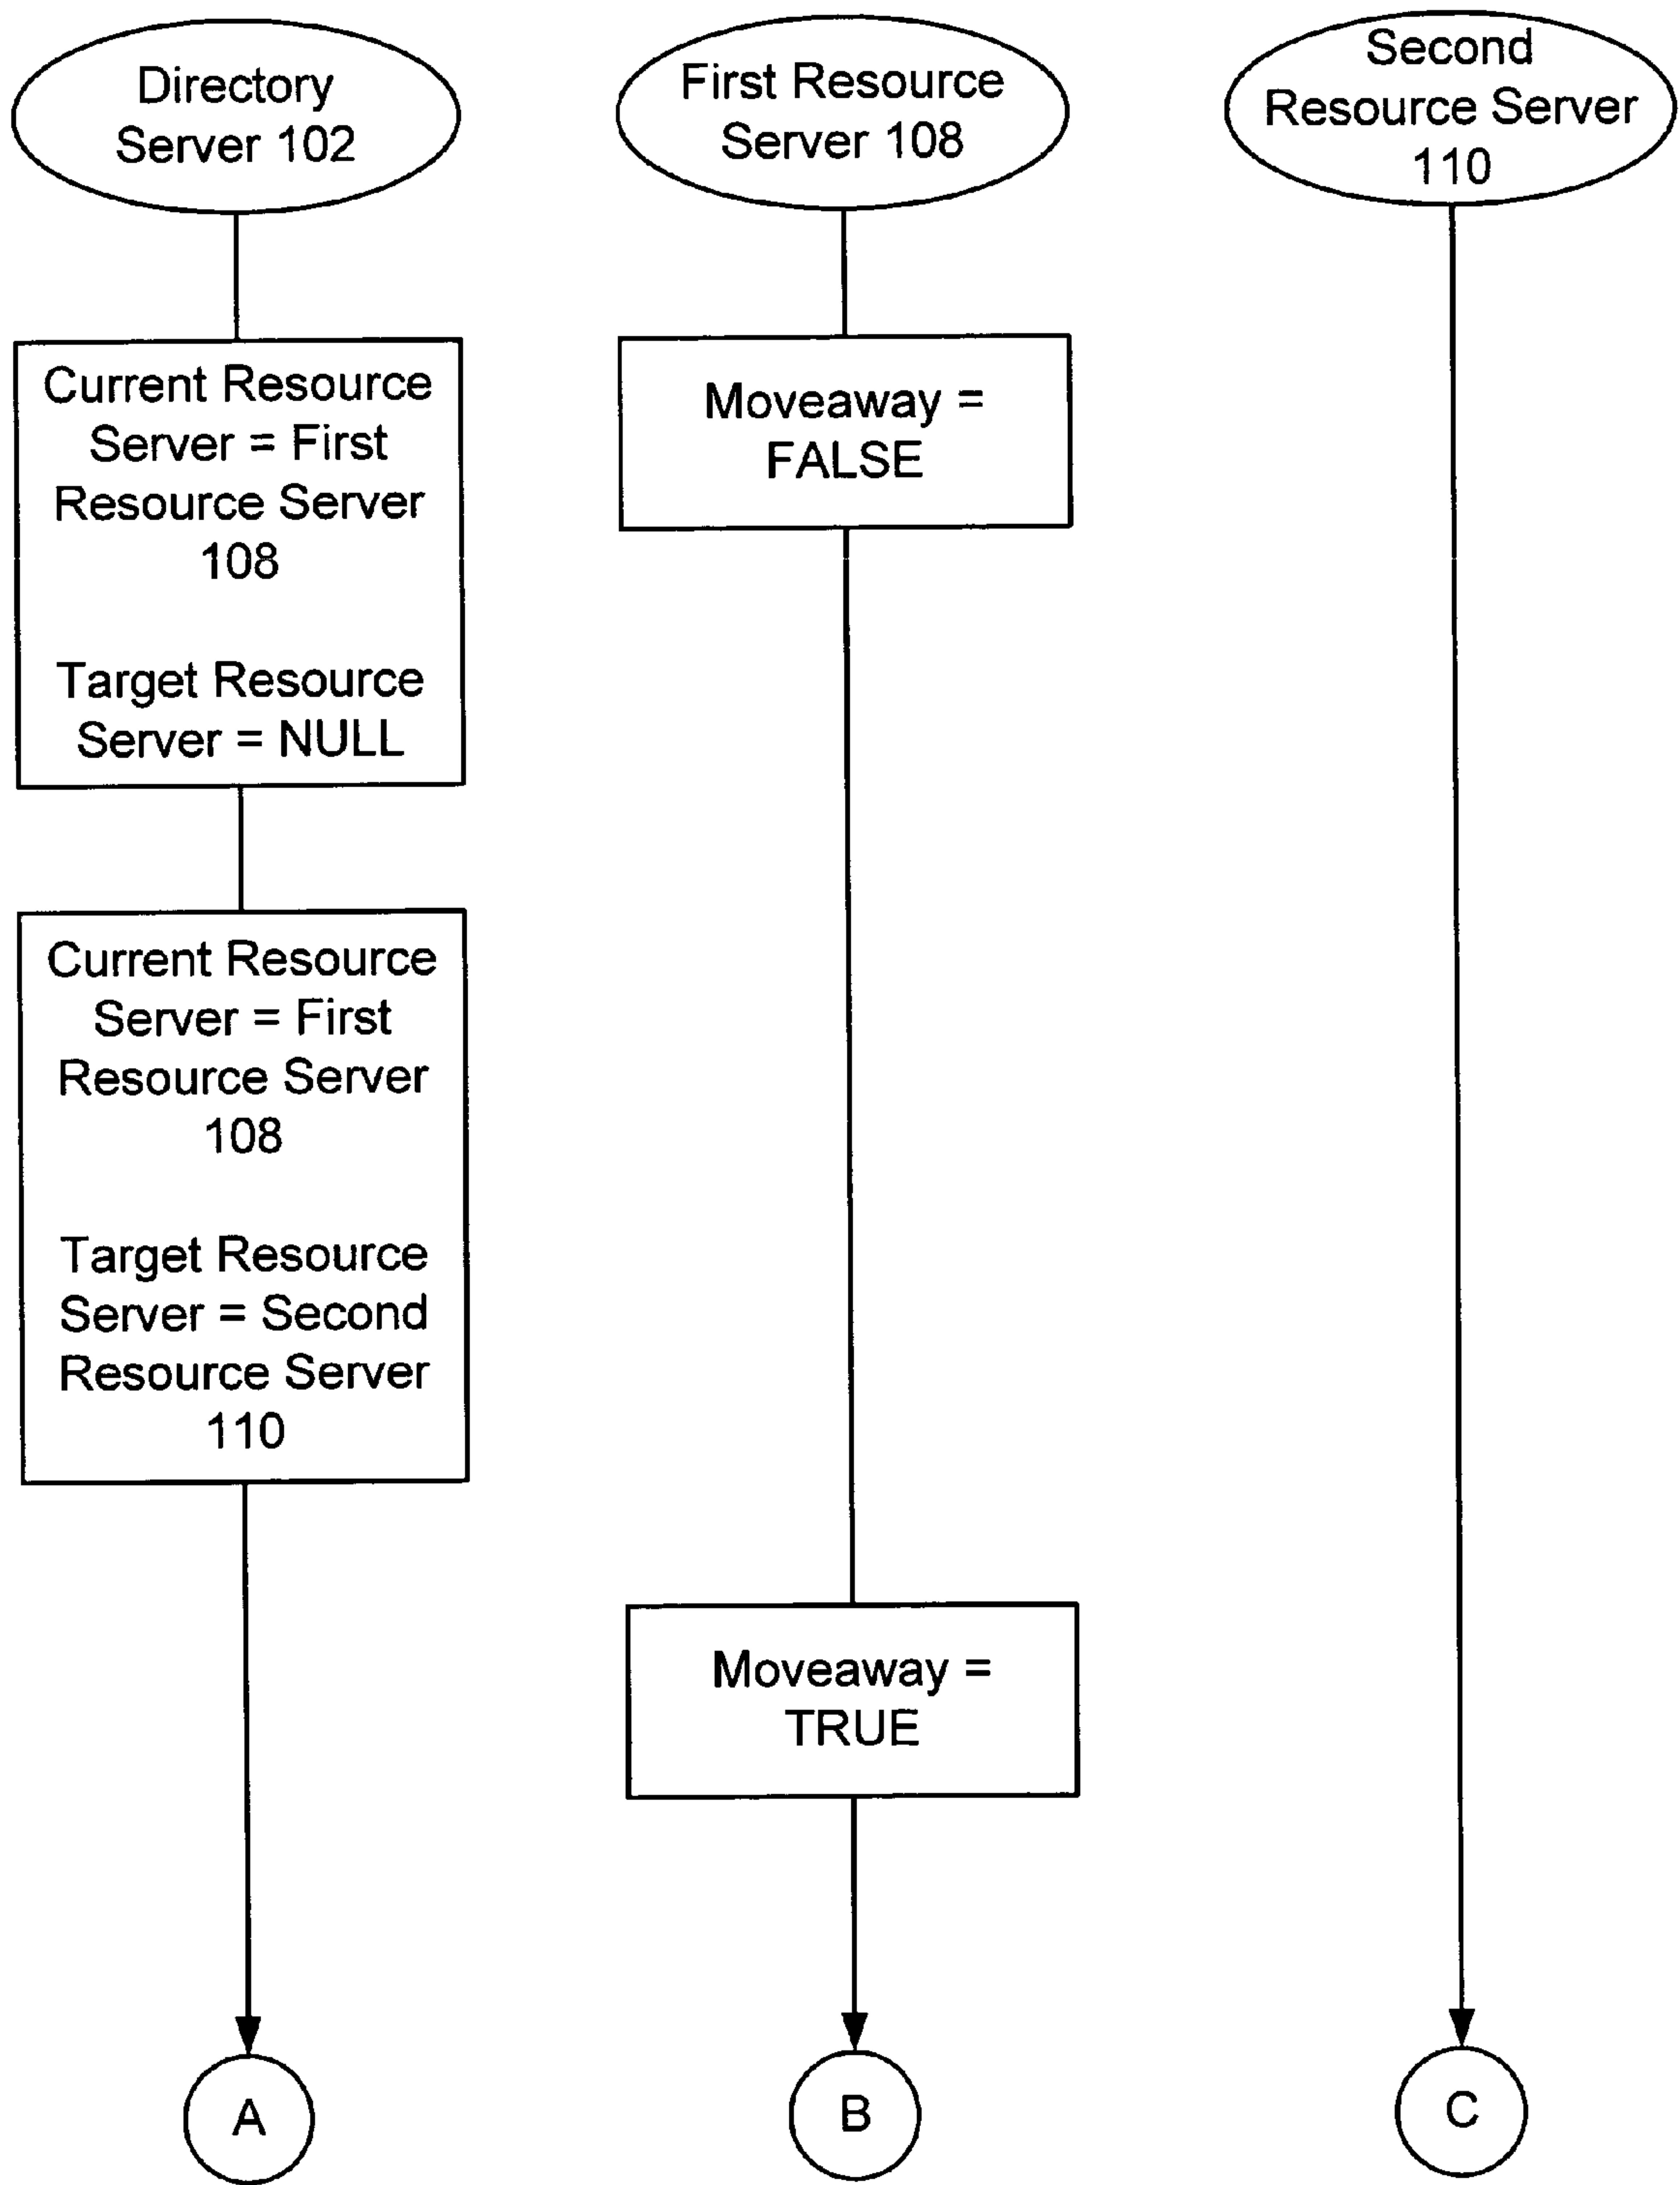 Directory
Server 102
First Resource
Server 108
Second
Resource Server
110
Current Resource
Server = First
Resource Server
108
Target Resource
Server = NULL
Moveaway =
FALSE
Current Resource
Server = First
Resource Server
108
Target Resource
Server = Second
Resource Server
110
Moveaway =
TRUE
A
B
C